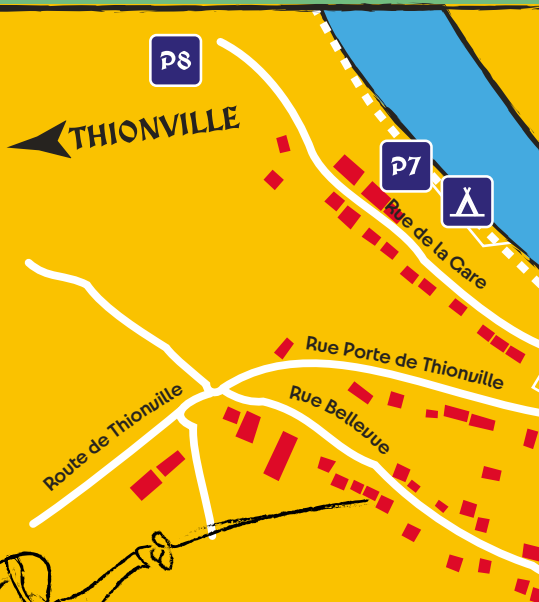 P8
THIONVILLE
P7
Rue de la Gare
Rue Porte de Thionville
Rue Bellevue
Route de Thionville